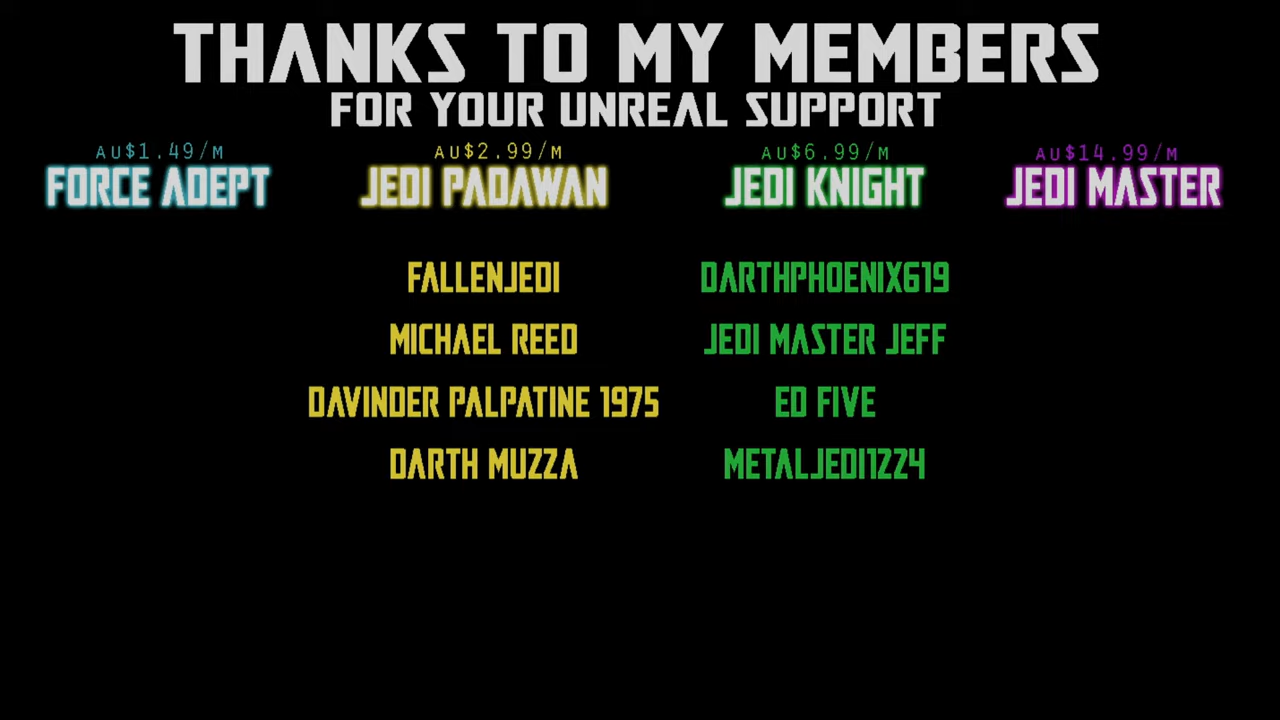 THANKS TO MY MEMBERS
FOR YOUR UNREAL SUPPORT
AU$1.49/M AU$2.99/M AU$6.99/M AU$14.99/M
FORCE ADEPT JEDI PADAWAN JEDI KNIGHT JEDI MASTER
FALLENJEDI DARTHPHOENIX619
MICHAEL REED JEDI MASTER JEFF
DAVINDER PALPATINE 1975 ED FIVE
DARTH MUZZA METALJEDI1224